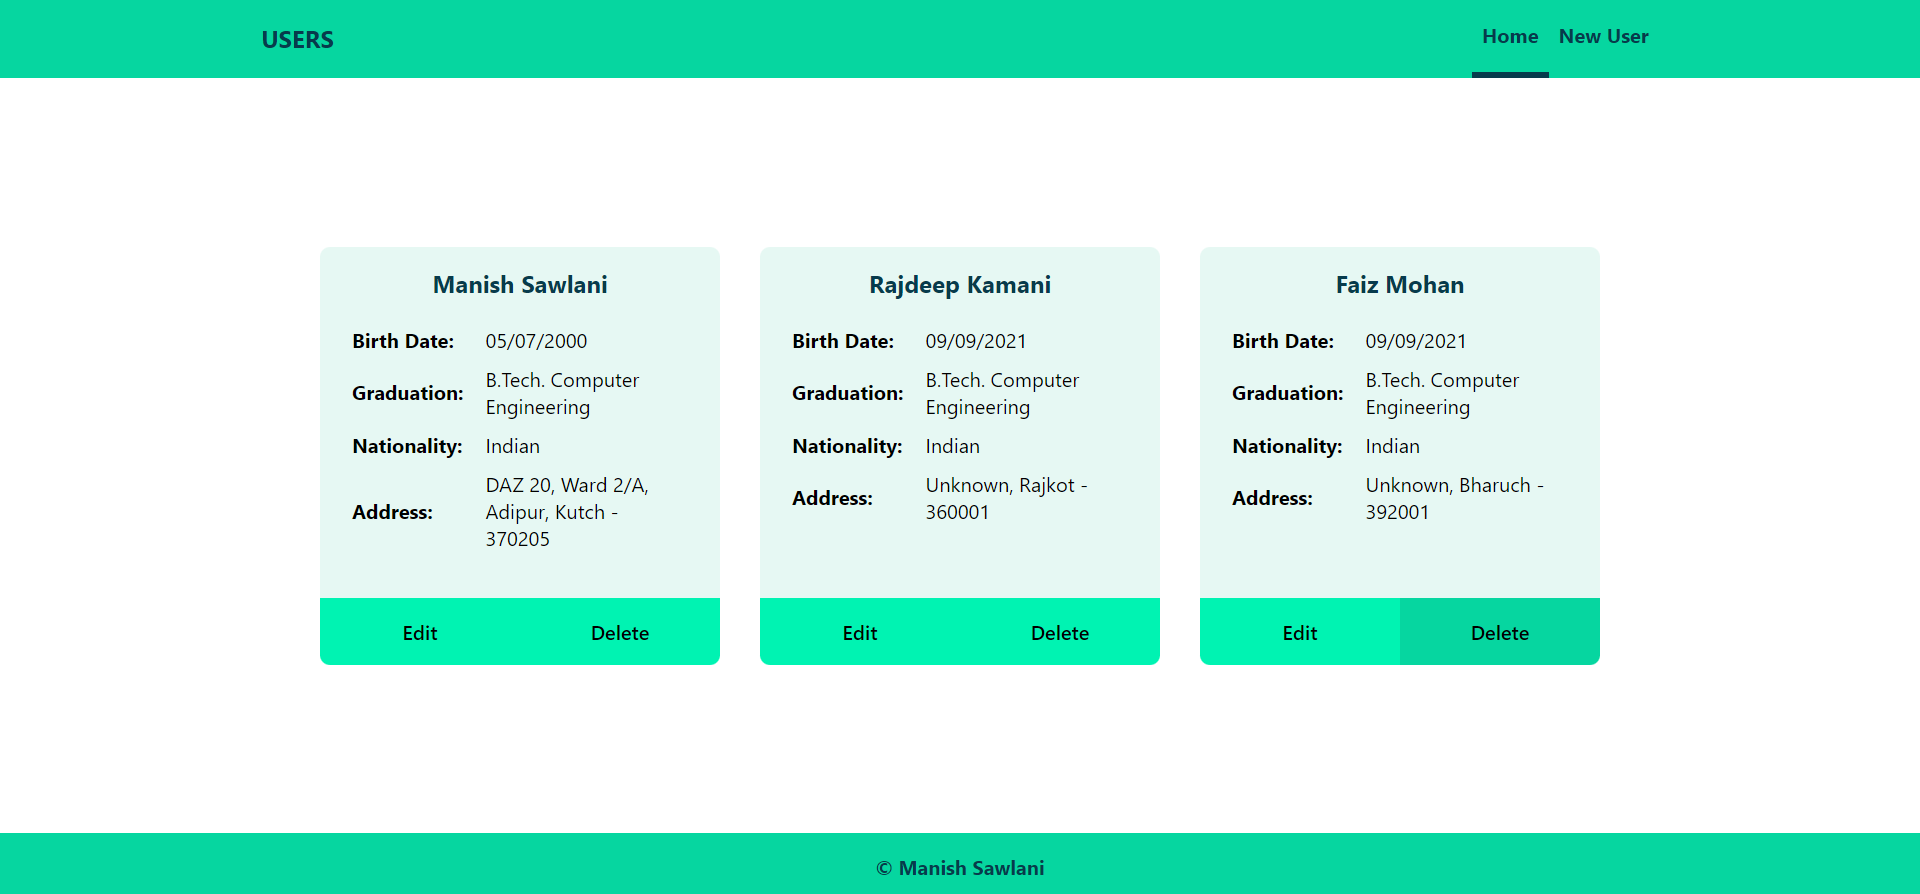 USERS
Home
New User
Manish Sawlani
Birth Date: 05/07/2000
Graduation: B.Tech. Computer
Engineering
Nationality: Indian
Address: DAZ 20, Ward 2/A,
Adipur, Kutch -
370205
Edit
Delete
Rajdeep Kamani
Birth Date: 09/09/2021
Graduation: B.Tech. Computer
Engineering
Nationality: Indian
Address: Unknown, Rajkot -
360001
Edit
Delete
Faiz Mohan
Birth Date: 09/09/2021
Graduation: B.Tech. Computer
Engineering
Nationality: Indian
Address: Unknown, Bharuch -
392001
Edit
Delete
© Manish Sawlani